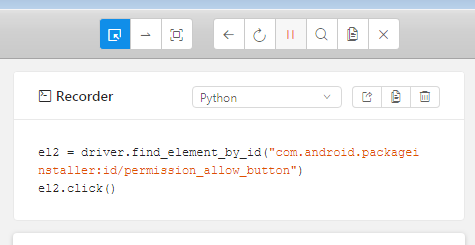 Recorder
Python
el2 = driver.find_element_by_id("com.android.packagei
nstaller:id/permission_allow_button")
el2.click()